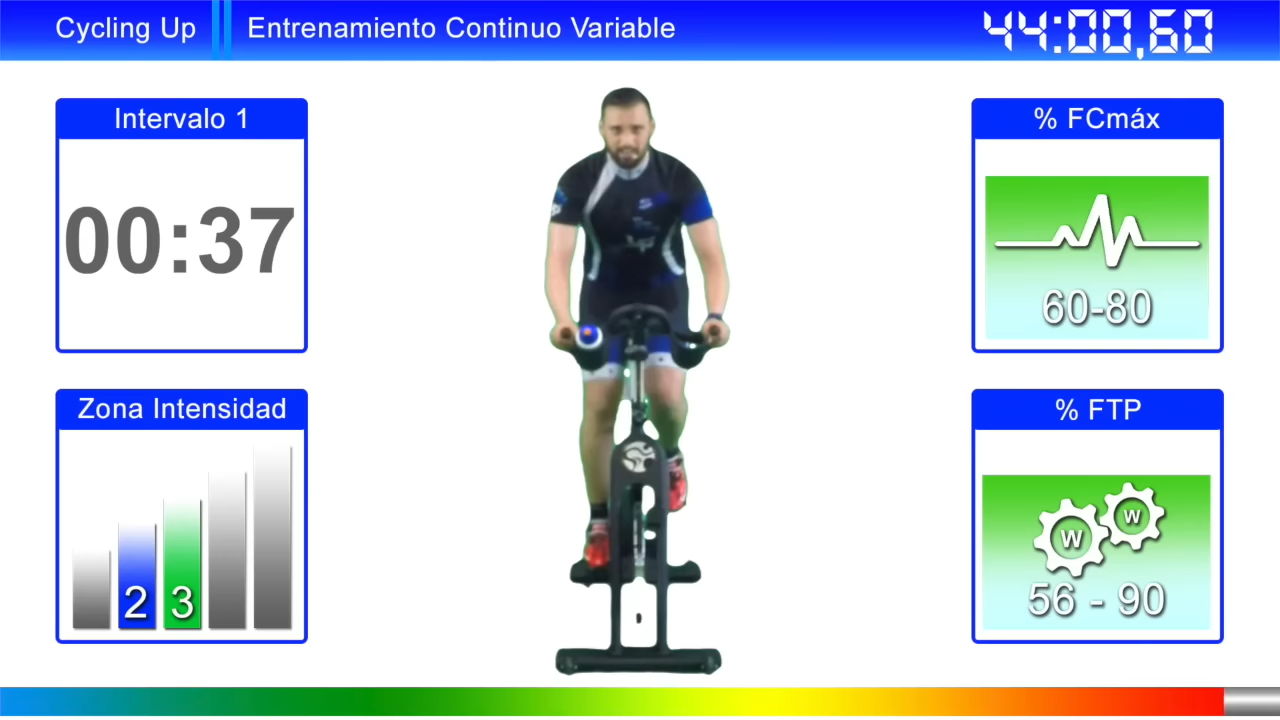 Cycling Up
Entrenamiento Continuo Variable
44:00,60
Intervalo 1
00:37
% FCmáx
60-80
Zona Intensidad
2
3
% FTP
W
W
56 - 90